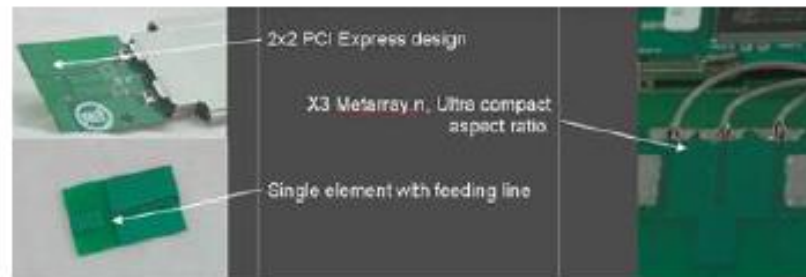 2x2 PCI Express design
X3 Metarray.n, Ultra compact
aspect ratio.
Single element with feeding line